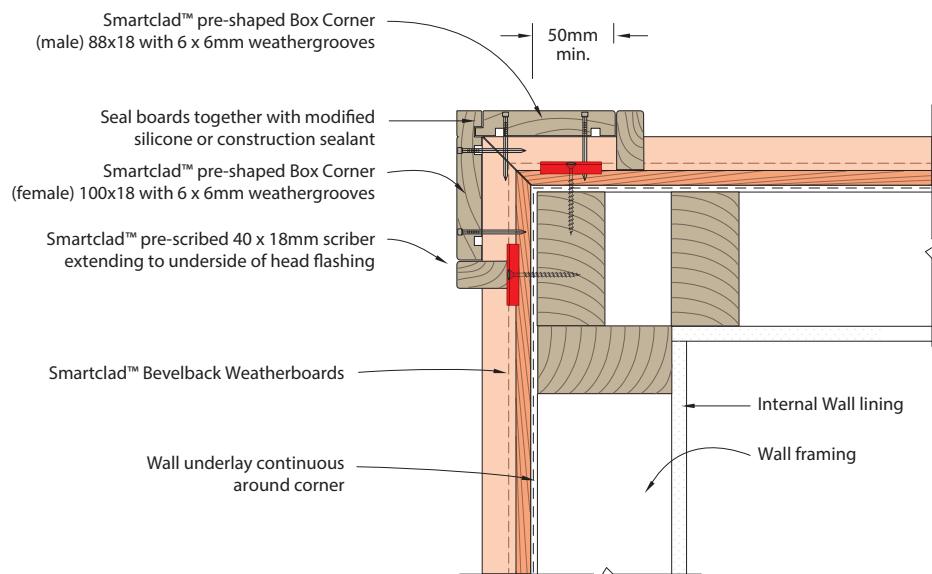 Smartclad™ pre-shaped Box Corner
(male) 88x18 with 6 x 6mm weathergrooves
50mm
min.
Seal boards together with modified
silicone or construction sealant
Smartclad™ pre-shaped Box Corner
(female) 100x18 with 6 x 6mm weathergrooves
Smartclad™ pre-scribed 40 x 18mm scriber
extending to underside of head flashing
Smartclad™ Bevelback Weatherboards
Internal Wall lining
Wall framing
Wall underlay continuous
around corner